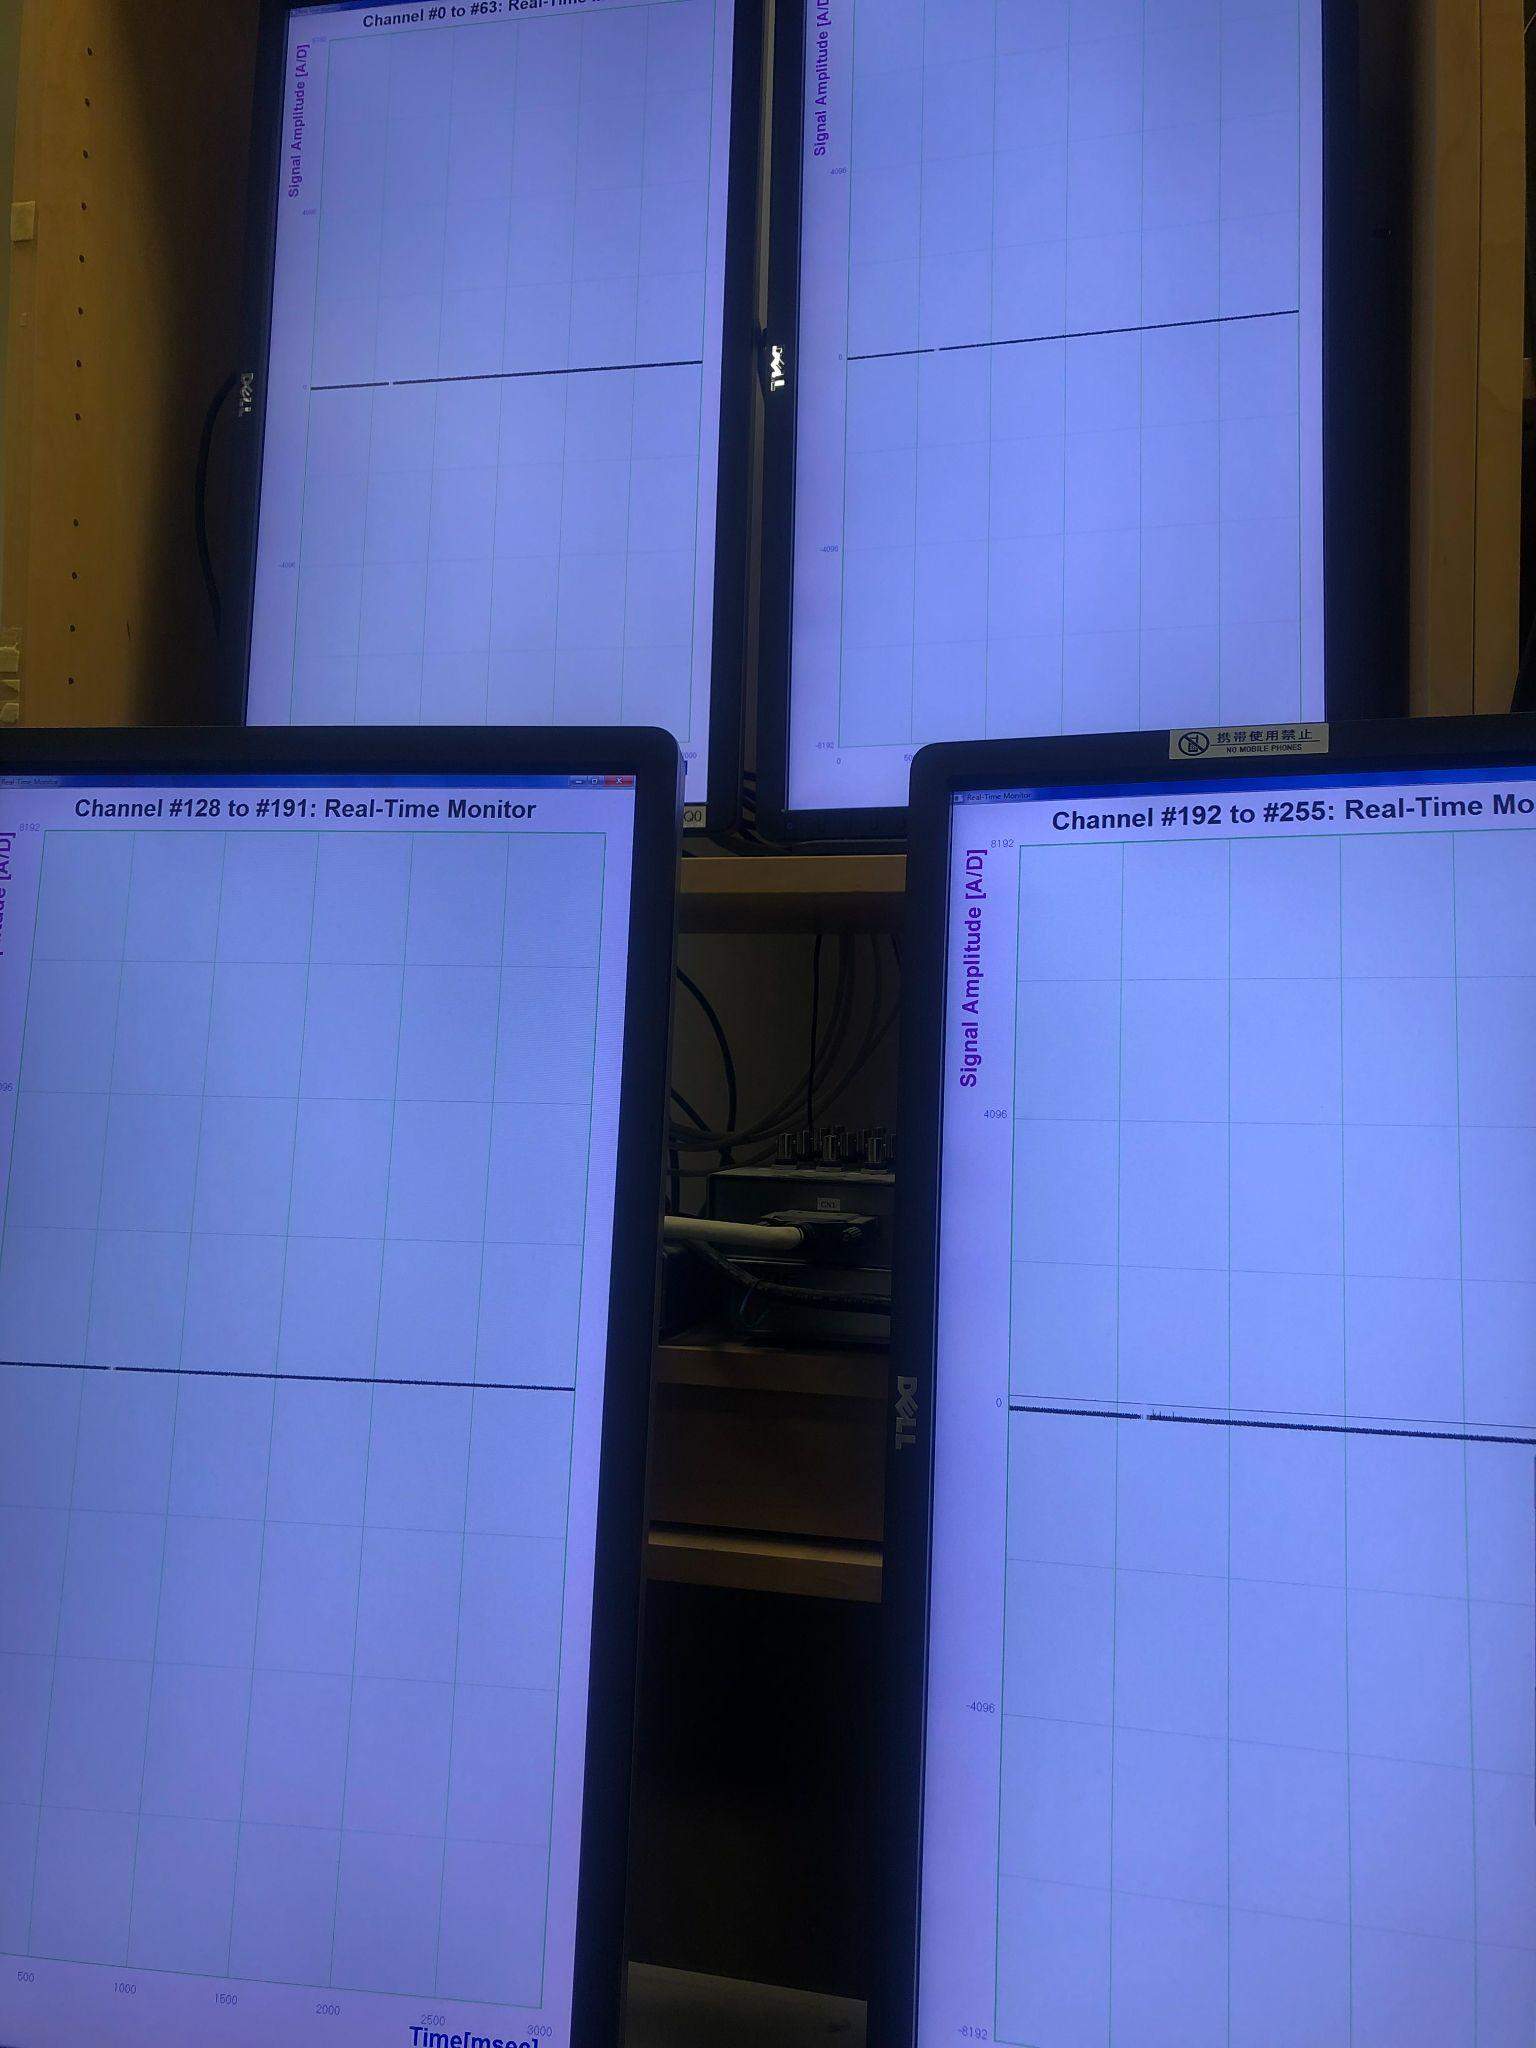 Channel #0 to #63: Real-Time
Signal Amplitude [A/D]
8192
4096
0
-4096
DELL
Signal Amplitude [A/D]
4096
0
-4096
-8192
0
DELL
Real-Time Monitor
Channel #128 to #191: Real-Time Monitor
8192
[A/D]
500
1000
1500
2000
2500
3000
Time[msec]
携帯使用禁止
NO MOBILE PHONES
Real-Time Monitor
Channel #192 to #255: Real-Time Mo
Signal Amplitude [A/D]
8192
4096
0
-4096
-8192
DELL
CN1